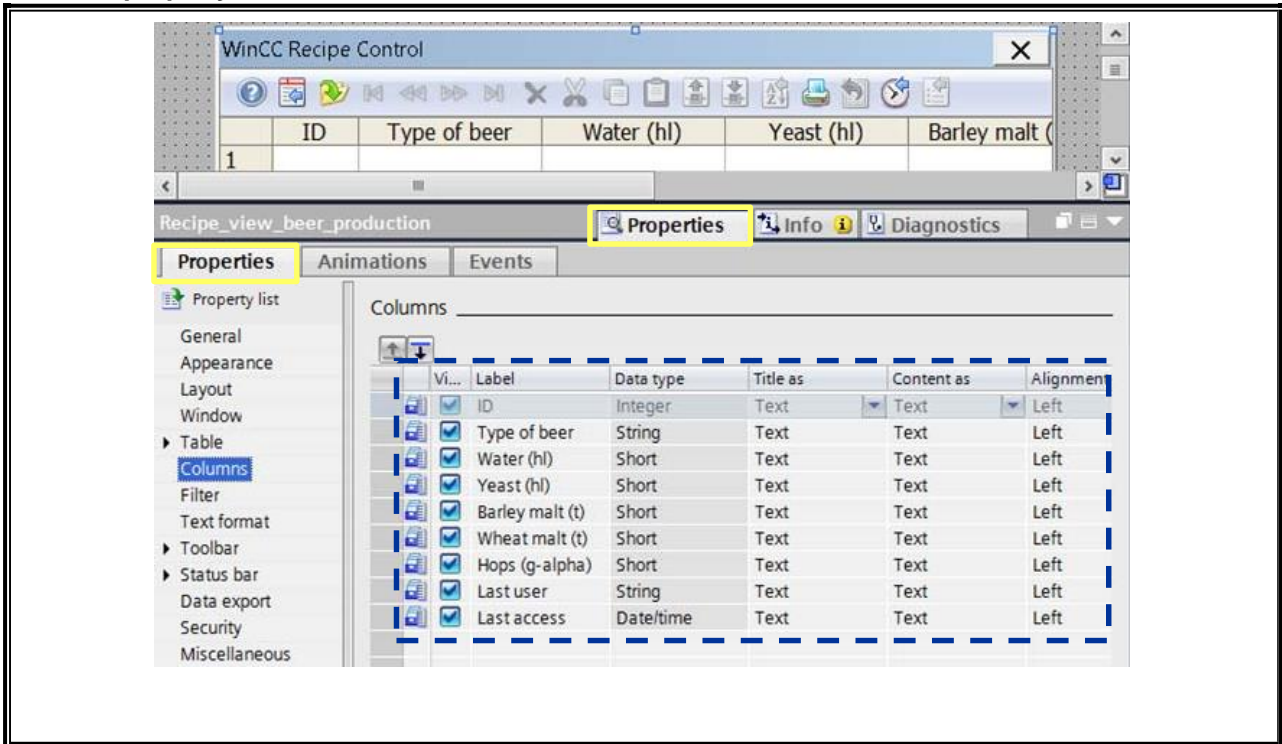 WinCC Recipe Control
ID Type of beer Water (hl) Yeast (hl) Barley malt (
1
Recipe_view_beer_production Properties Info Diagnostics
Properties Animations Events
Property list
Columns
General
Appearance
Layout
Window
Table
Columns
Filter
Text format
Toolbar
Status bar
Data export
Security
Miscellaneous
Vi... Label Data type Title as Content as Alignment
ID Integer Text Text Left
Type of beer String Text Text Left
Water (hl) Short Text Text Left
Yeast (hl) Short Text Text Left
Barley malt (t) Short Text Text Left
Wheat malt (t) Short Text Text Left
Hops (g-alpha) Short Text Text Left
Last user String Text Text Left
Last access Date/time Text Text Left